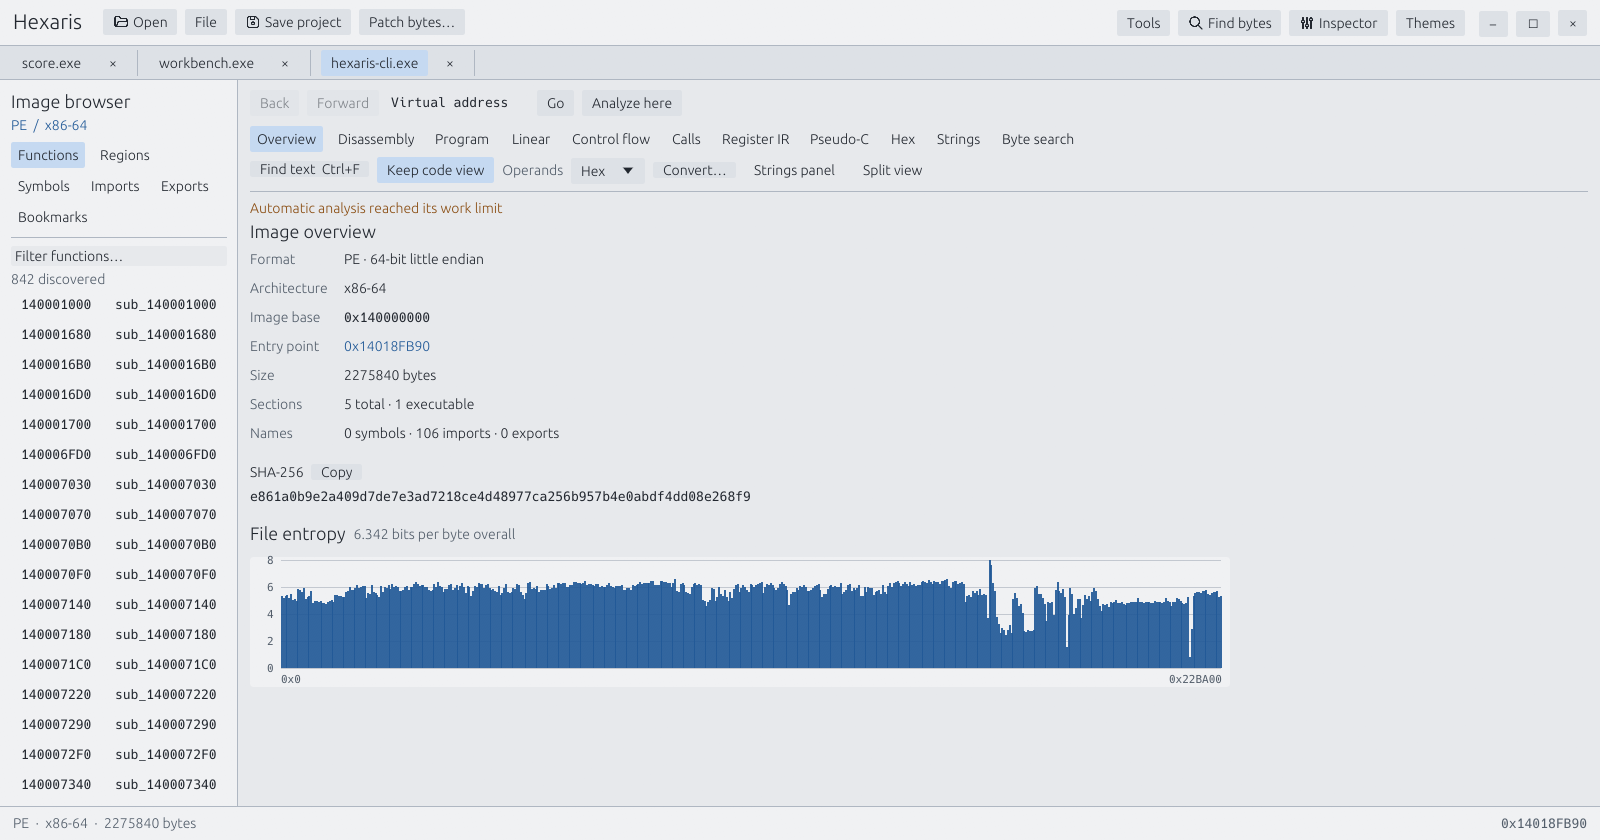 Hexaris Open File Save project Patch bytes… Tools Find bytes Inspector Themes – □ ×
score.exe × workbench.exe × hexaris-cli.exe ×
Image browser
PE / x86-64
Functions Regions
Symbols Imports Exports
Bookmarks
Filter functions…
842 discovered
140001000 sub_140001000
140001680 sub_140001680
1400016B0 sub_1400016B0
1400016D0 sub_1400016D0
140001700 sub_140001700
140006FD0 sub_140006FD0
140007030 sub_140007030
140007070 sub_140007070
1400070B0 sub_1400070B0
1400070F0 sub_1400070F0
140007140 sub_140007140
140007180 sub_140007180
1400071C0 sub_1400071C0
140007220 sub_140007220
140007290 sub_140007290
1400072F0 sub_1400072F0
140007340 sub_140007340
Back Forward Virtual address Go Analyze here
Overview Disassembly Program Linear Control flow Calls Register IR Pseudo-C Hex Strings Byte search
Find text Ctrl+F Keep code view Operands Hex Convert… Strings panel Split view
Automatic analysis reached its work limit
Image overview
Format PE · 64-bit little endian
Architecture x86-64
Image base 0x140000000
Entry point 0x14018FB90
Size 2275840 bytes
Sections 5 total · 1 executable
Names 0 symbols · 106 imports · 0 exports
SHA-256 Copy
e861a0b9e2a409d7de7e3ad7218ce4d48977ca256b957b4e0abdf4dd08e268f9
File entropy 6.342 bits per byte overall
8
6
4
2
0
0x0 0x22BA00
PE · x86-64 · 2275840 bytes 0x14018FB90